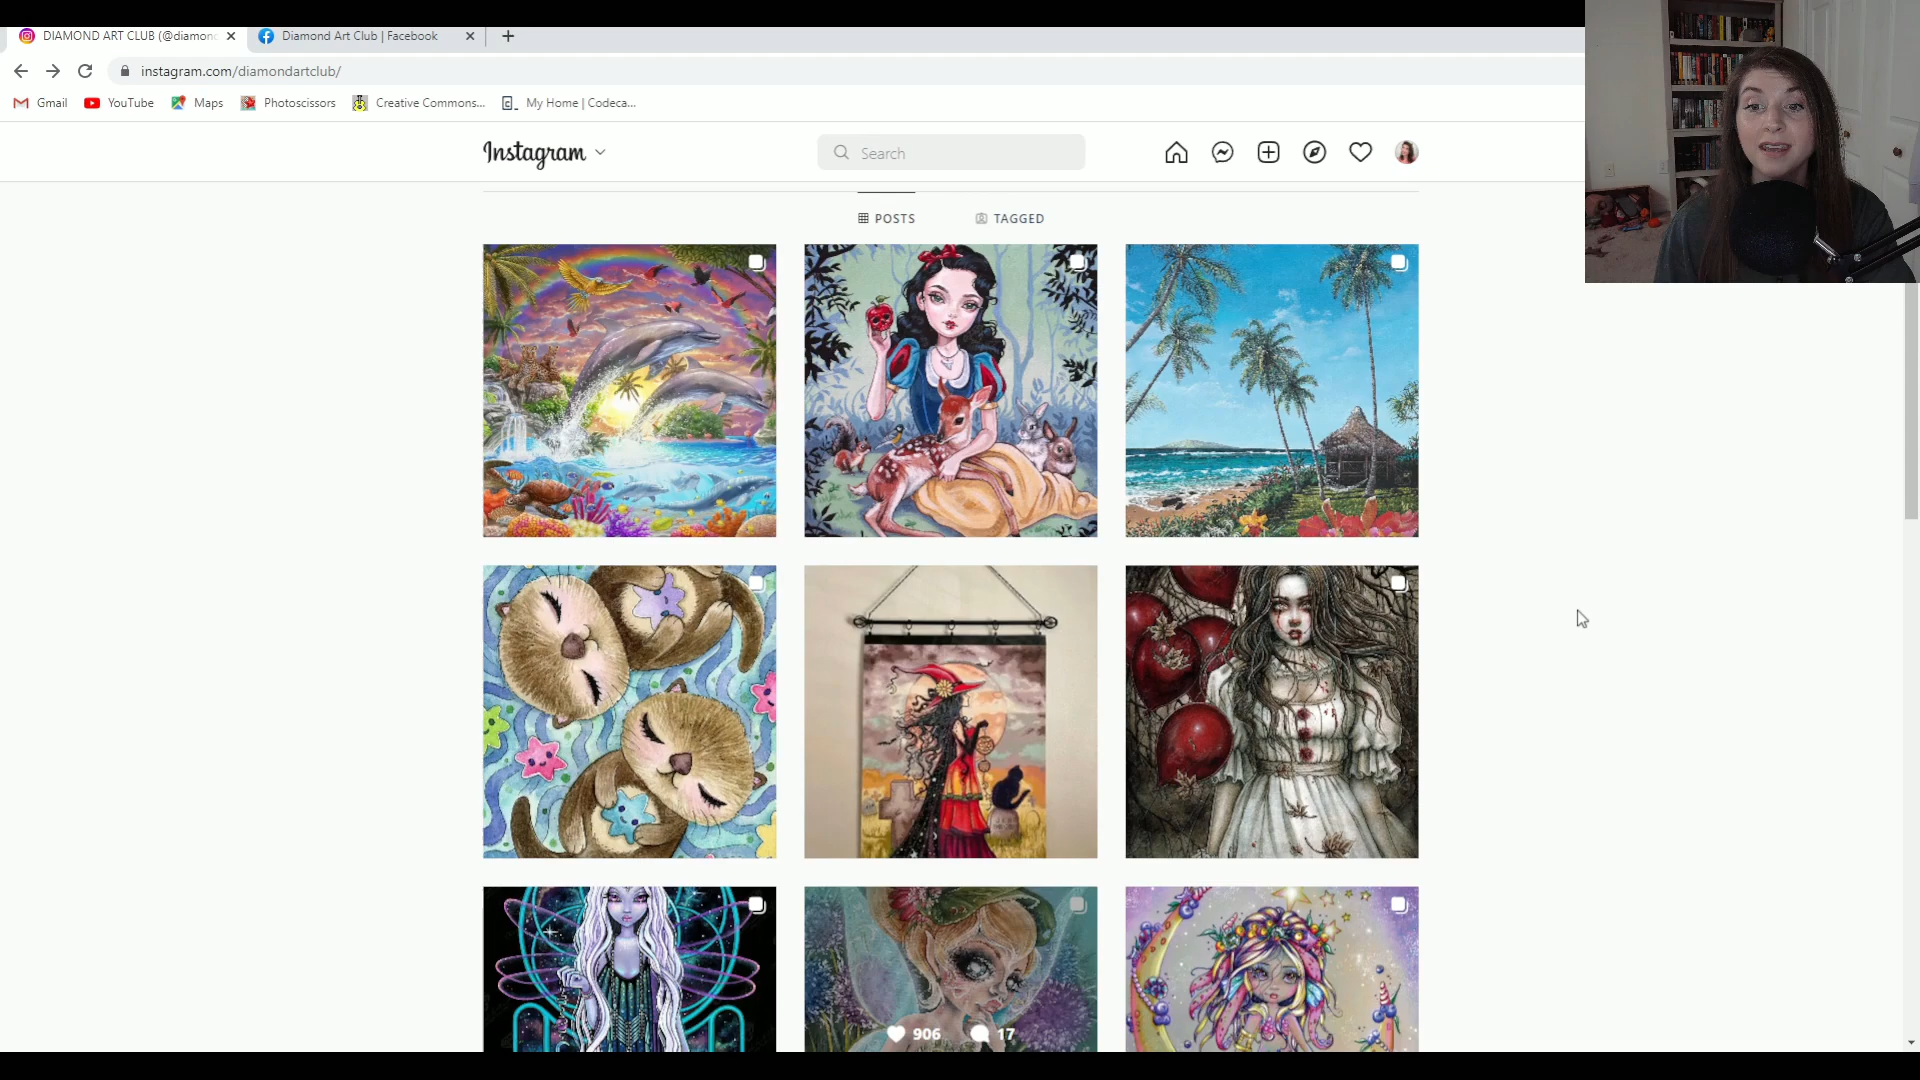 DIAMOND ART CLUB (@diamon
Diamond Art Club | Facebook
instagram.com/diamondartclub/
Gmail
YouTube
Maps
Photoscissors
Creative Commons...
My Home | Codeca...
Instagram
Search
POSTS
TAGGED
906
17